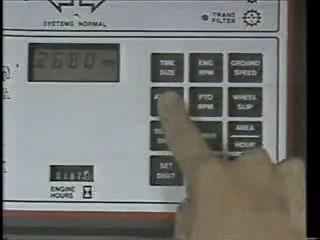 TRANS
FILTER
SYSTEMS NORMAL
2680
TIRE
SIZE
ENG
RPM
GROUND
SPEED
PTO
RPM
WHEEL
SLIP
AREA
HOUR
SET
DIGIT
ENGINE
HOURS